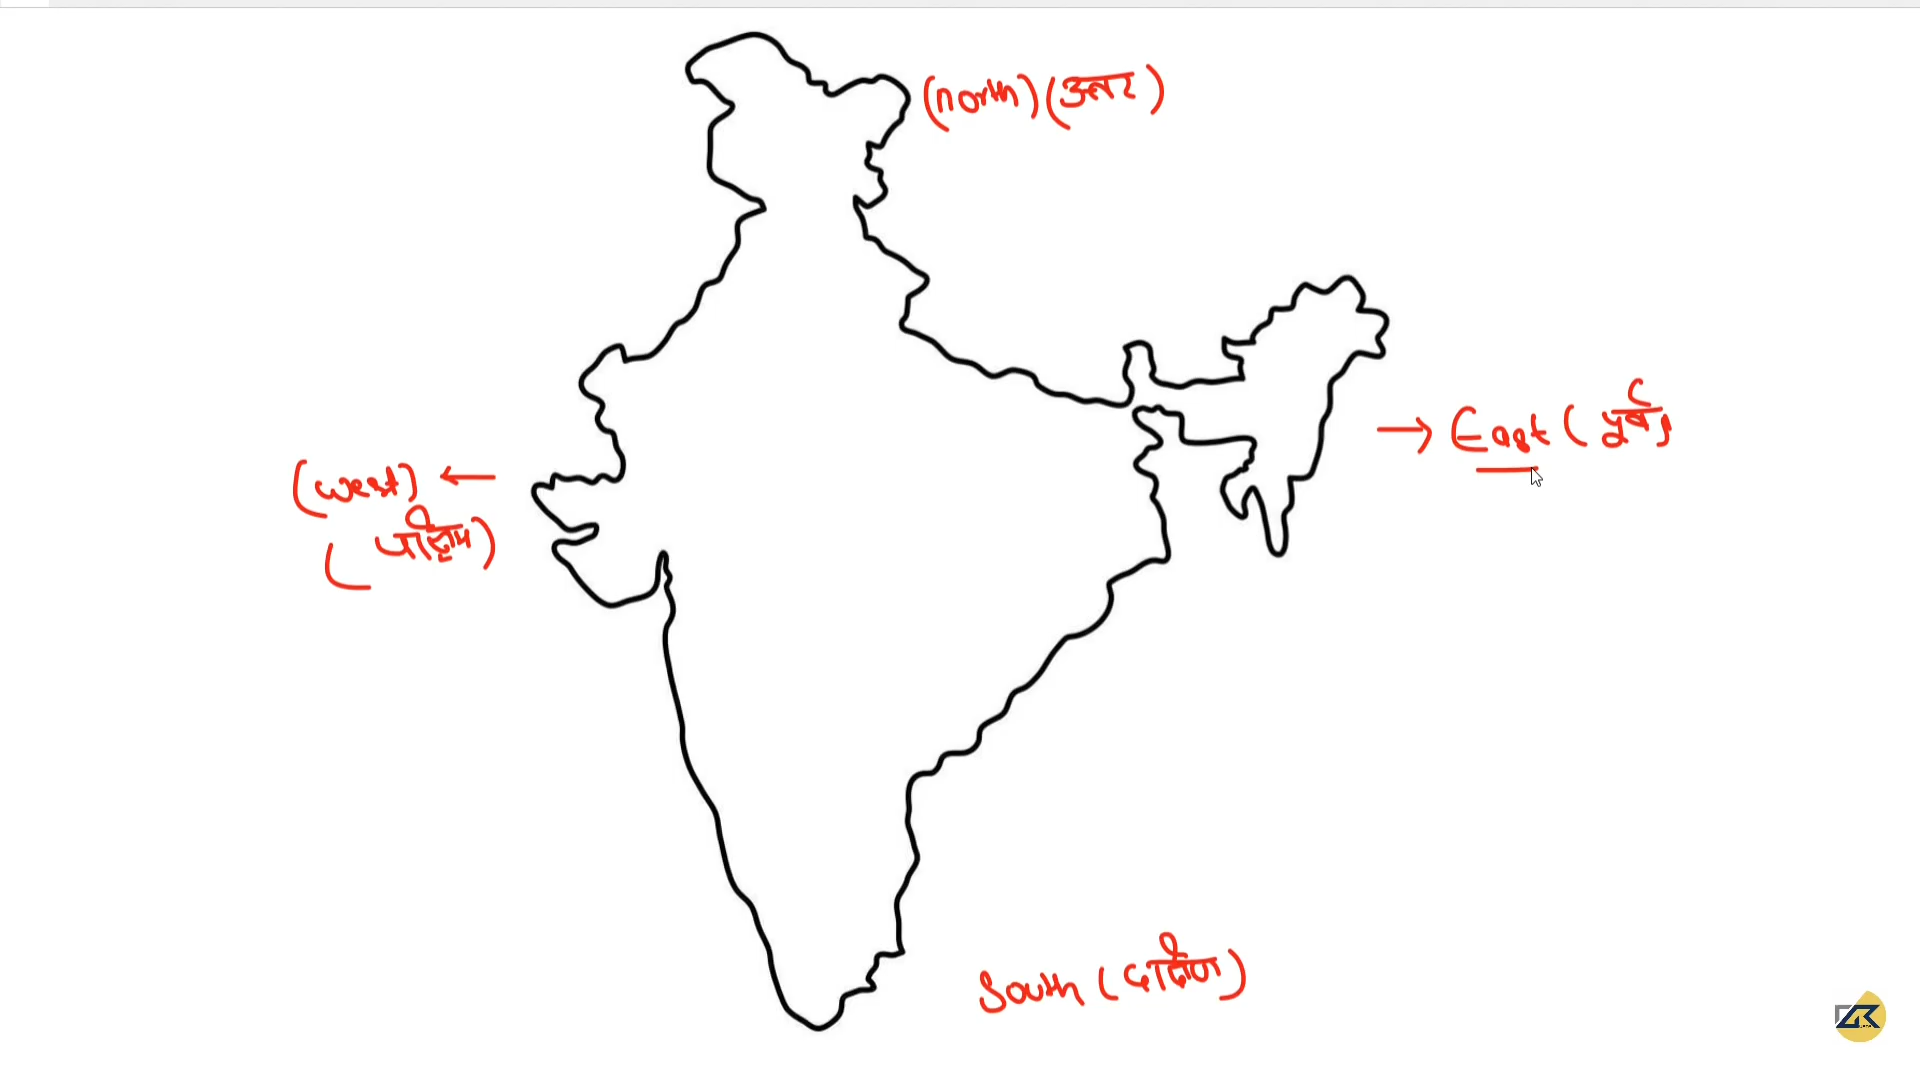 (north) (उत्तर)
→ East (पूर्व)
(west) ←
(पश्चिम)
South (दक्षिण)